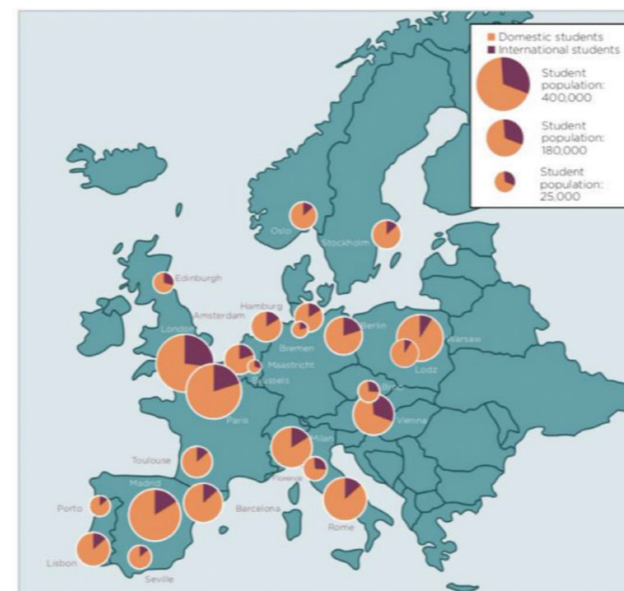 Domestic students
International students
Student
population:
400,000
Student
population:
180,000
Student
population:
25,000
Oslo
Stockholm
Edinburgh
Hamburg
Amsterdam
London
Berlin
Bremen
Warsaw
Lodz
Maastricht
Brussels
Paris
Vienna
Milan
Toulouse
Florence
Madrid
Porto
Barcelona
Rome
Lisbon
Seville